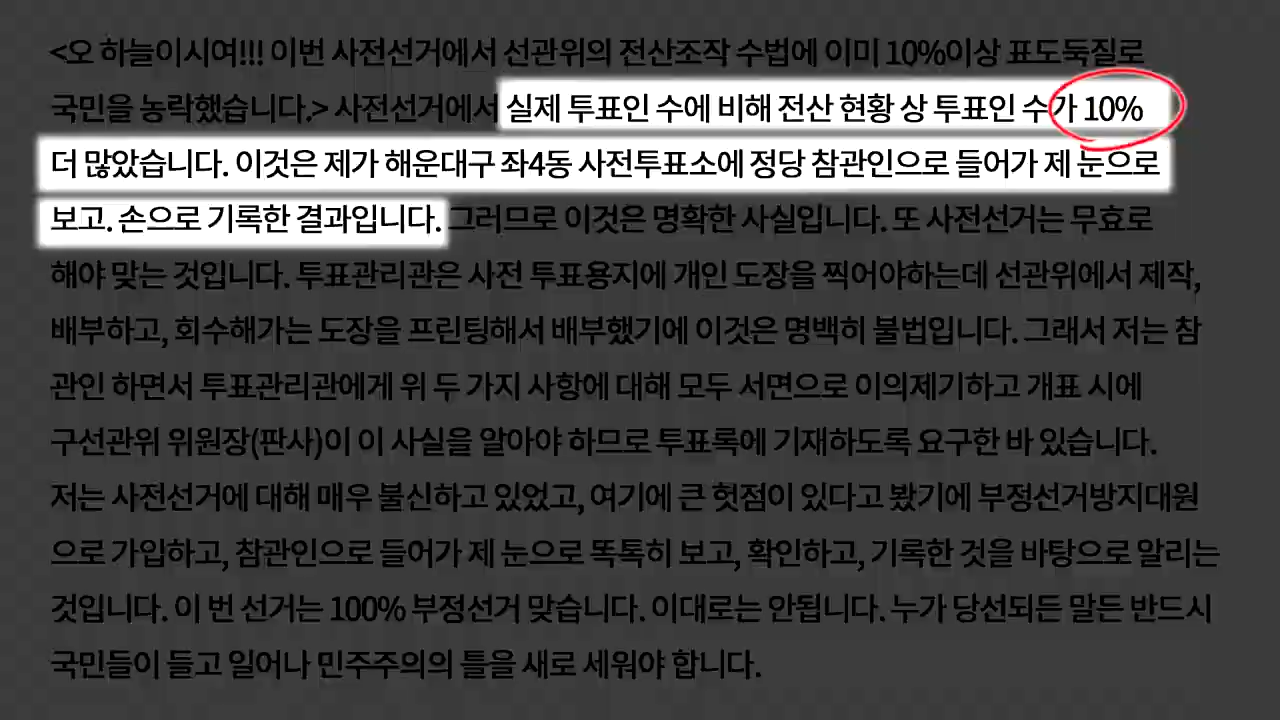 <오 하늘이시여!!! 이번 사전선거에서 선관위의 전산조작 수법에 이미 10%이상 표도둑질로
국민을 농락했습니다.> 사전선거에서 실제 투표인 수에 비해 전산 현황 상 투표인 수가 10%
더 많았습니다. 이것은 제가 해운대구 좌4동 사전투표소에 정당 참관인으로 들어가 제 눈으로
보고. 손으로 기록한 결과입니다. 그러므로 이것은 명확한 사실입니다. 또 사전선거는 무효로
해야 맞는 것입니다. 투표관리관은 사전 투표용지에 개인 도장을 찍어야하는데 선관위에서 제작,
배부하고, 회수해가는 도장을 프린팅해서 배부했기에 이것은 명백히 불법입니다. 그래서 저는 참
관인 하면서 투표관리관에게 위 두 가지 사항에 대해 모두 서면으로 이의제기하고 개표 시에
구선관위 위원장(판사)이 이 사실을 알아야 하므로 투표록에 기재하도록 요구한 바 있습니다.
저는 사전선거에 대해 매우 불신하고 있었고, 여기에 큰 헛점이 있다고 봤기에 부정선거방지대원
으로 가입하고, 참관인으로 들어가 제 눈으로 똑톡히 보고, 확인하고, 기록한 것을 바탕으로 알리는
것입니다. 이 번 선거는 100% 부정선거 맞습니다. 이대로는 안됩니다. 누가 당선되든 말든 반드시
국민들이 들고 일어나 민주주의의 틀을 새로 세워야 합니다.